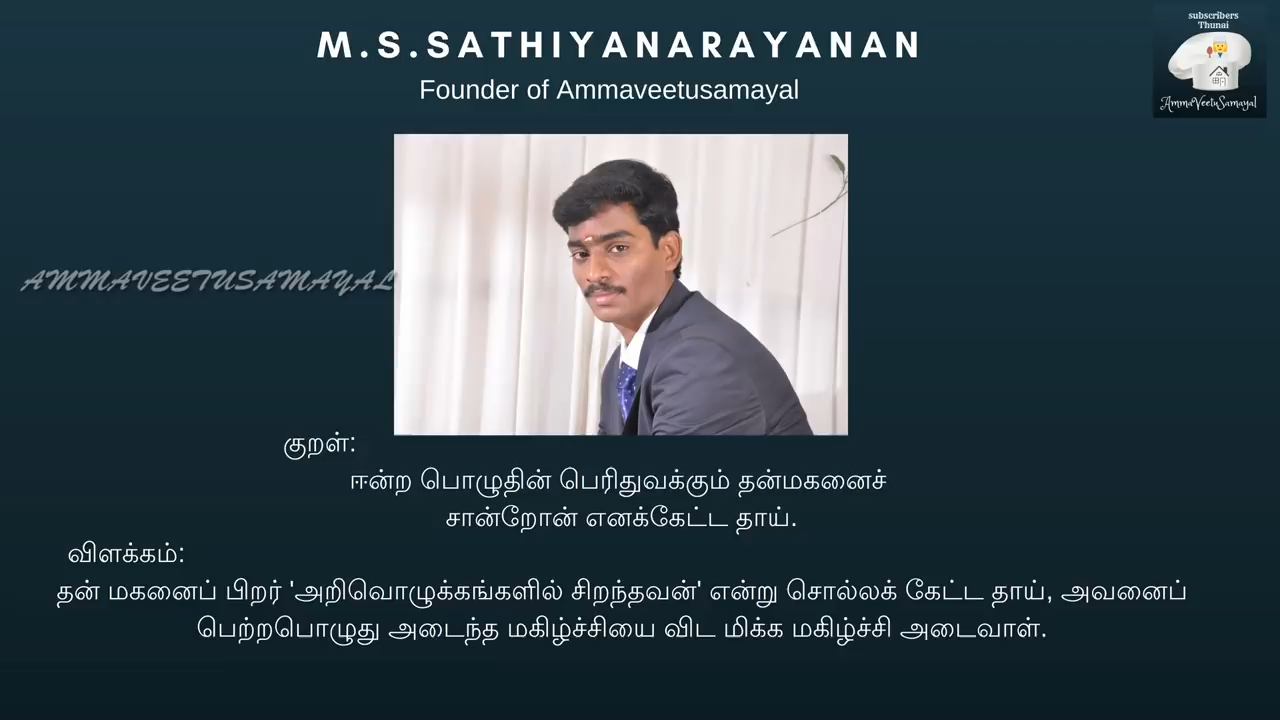 M.S.SATHIYANARAYANAN
Founder of Ammaveetusamayal
subscribers
Thunai
AmmaVeetuSamayal
AMMAVEETUSAMAYAL
குறள்:
ஈன்ற பொழுதின் பெரிதுவக்கும் தன்மகனைச்
சான்றோன் எனக்கேட்ட தாய்.
விளக்கம்:
தன் மகனைப் பிறர் 'அறிவொழுக்கங்களில் சிறந்தவன்' என்று சொல்லக் கேட்ட தாய், அவனைப்
பெற்றபொழுது அடைந்த மகிழ்ச்சியை விட மிக்க மகிழ்ச்சி அடைவாள்.